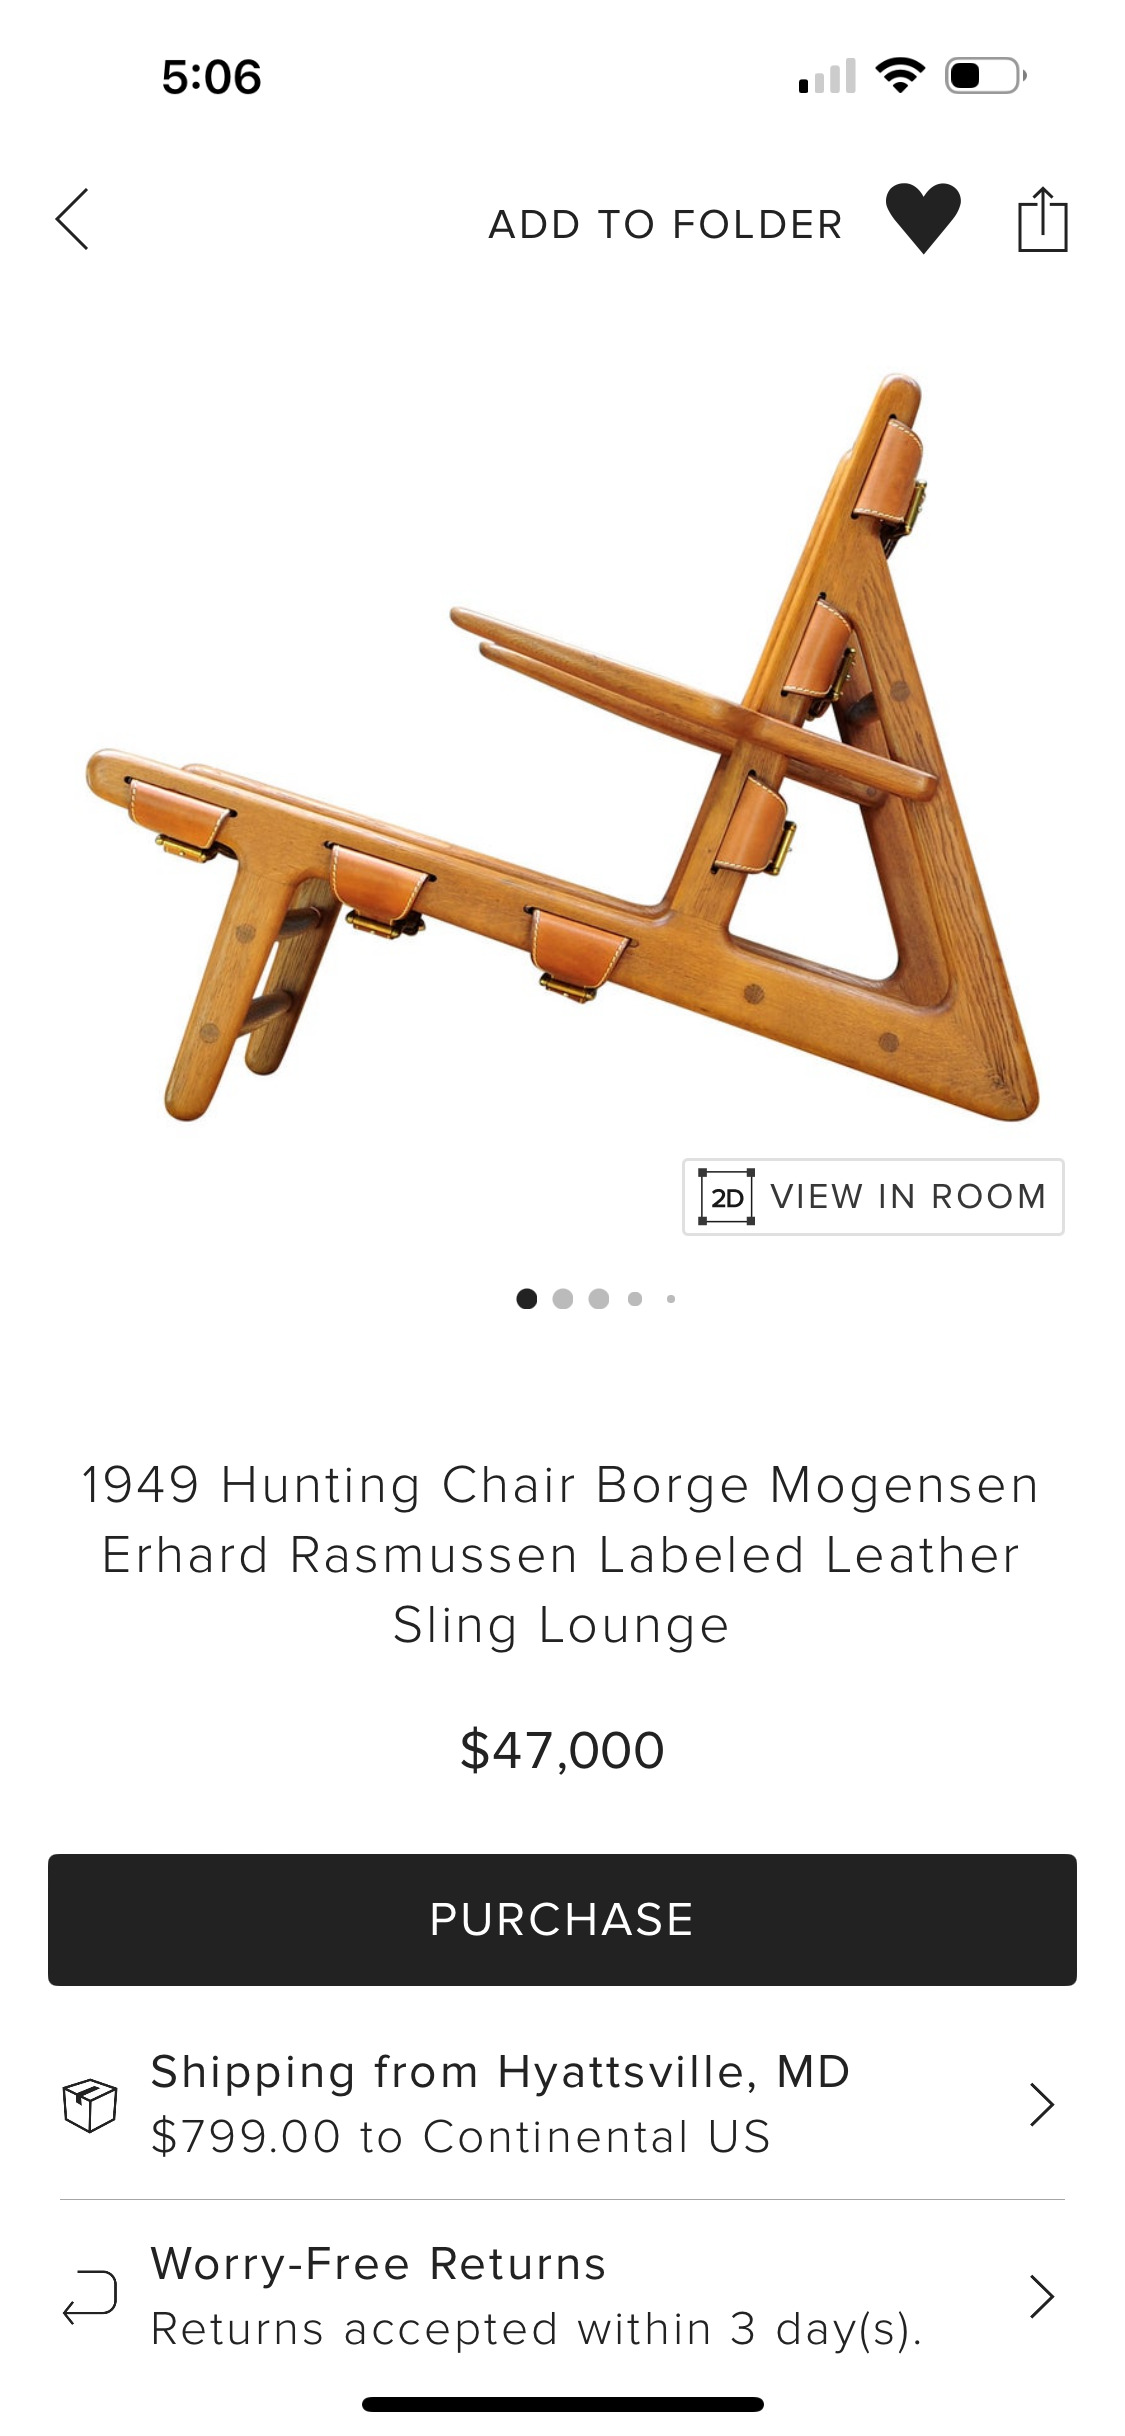 5:06
ADD TO FOLDER
2D VIEW IN ROOM
1949 Hunting Chair Borge Mogensen
Erhard Rasmussen Labeled Leather
Sling Lounge
$47,000
PURCHASE
Shipping from Hyattsville, MD
$799.00 to Continental US
Worry-Free Returns
Returns accepted within 3 day(s).